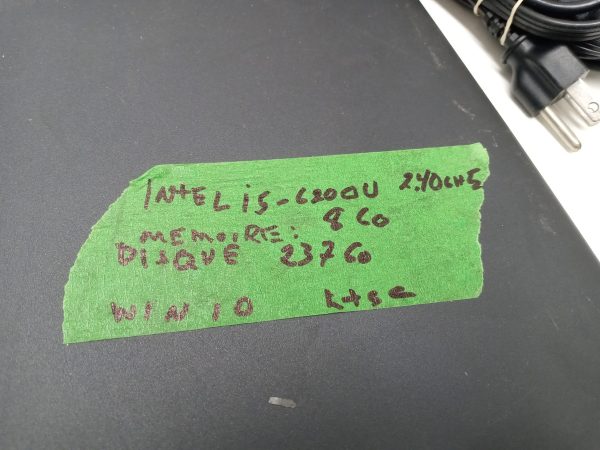 INTEL i5-6200U 2.40GHz
MEMOIRE: 8 Go
DISQUE 237 Go
WIN 10